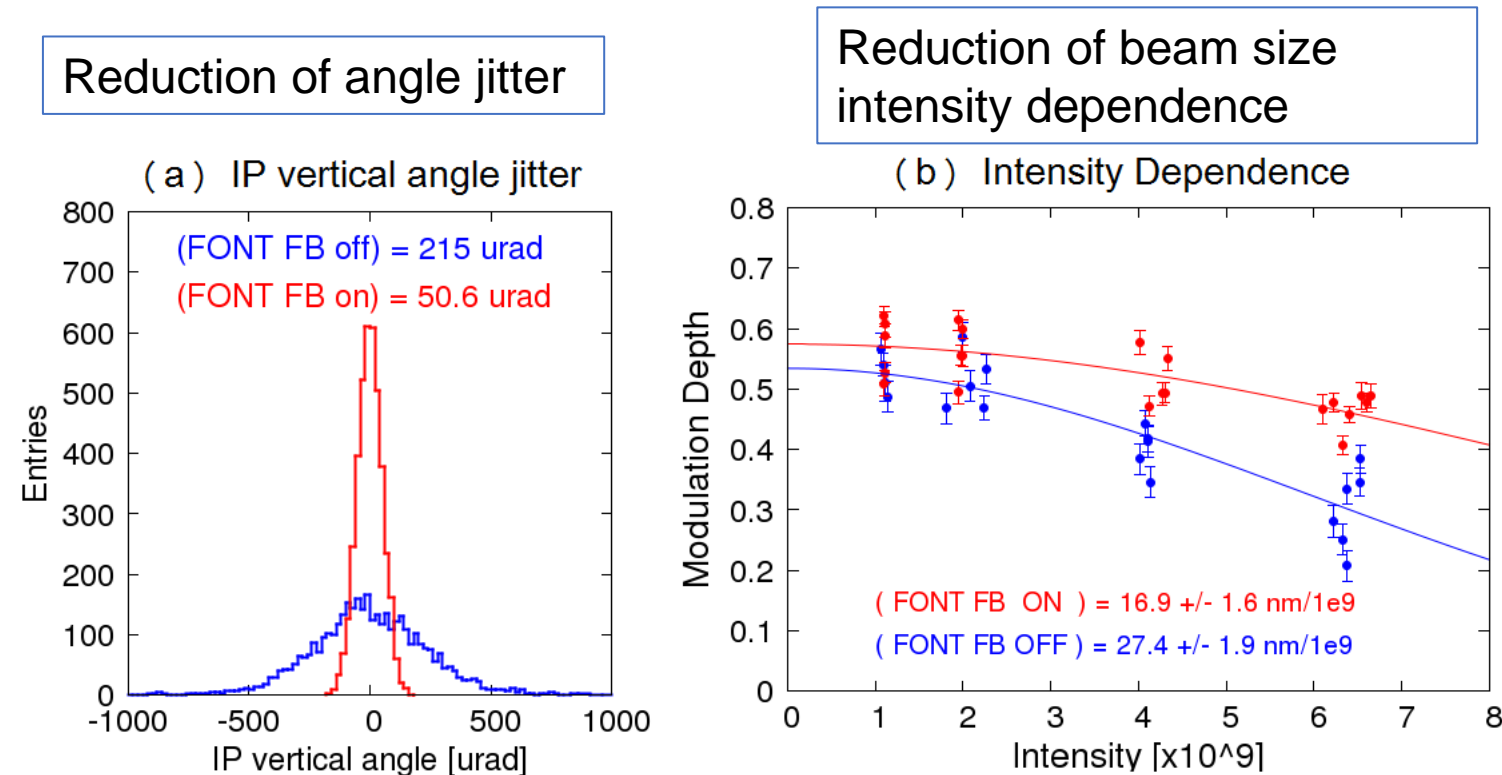 Reduction of angle jitter
Reduction of beam size
intensity dependence
( a ) IP vertical angle jitter
800
700
600
500
400
300
200
100
0
Entries
(FONT FB off) = 215 urad
(FONT FB on) = 50.6 urad
-1000 -500 0 500 1000
IP vertical angle [urad]
( b ) Intensity Dependence
0.8
0.7
0.6
0.5
0.4
0.3
0.2
0.1
0
Modulation Depth
( FONT FB ON ) = 16.9 +/- 1.6 nm/1e9
( FONT FB OFF ) = 27.4 +/- 1.9 nm/1e9
0 1 2 3 4 5 6 7 8
Intensity [x10^9]